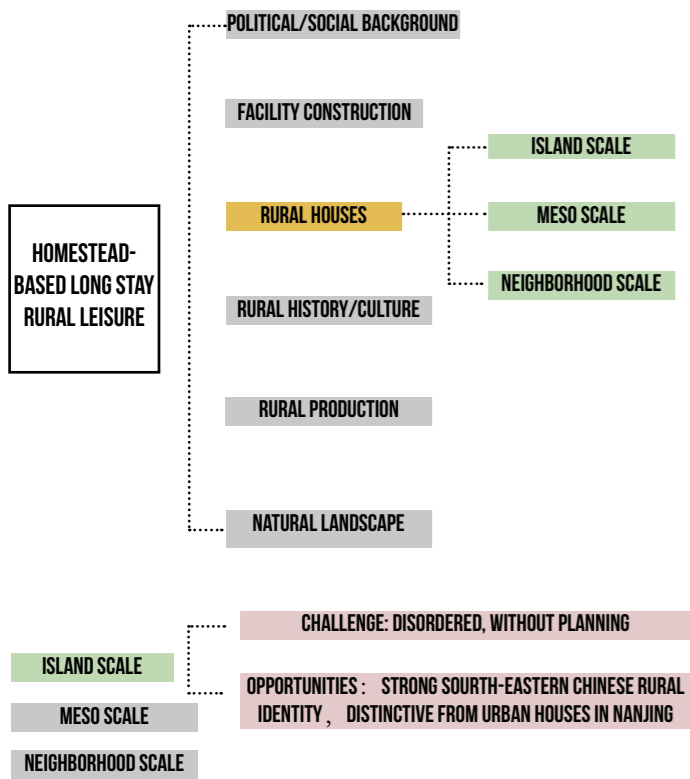 POLITICAL/SOCIAL BACKGROUND
FACILITY CONSTRUCTION
ISLAND SCALE
RURAL HOUSES
MESO SCALE
HOMESTEAD-
BASED LONG STAY
RURAL LEISURE
NEIGHBORHOOD SCALE
RURAL HISTORY/CULTURE
RURAL PRODUCTION
NATURAL LANDSCAPE
CHALLENGE: DISORDERED, WITHOUT PLANNING
ISLAND SCALE
OPPORTUNITIES： STRONG SOURTH-EASTERN CHINESE RURAL
IDENTITY， DISTINCTIVE FROM URBAN HOUSES IN NANJING
MESO SCALE
NEIGHBORHOOD SCALE